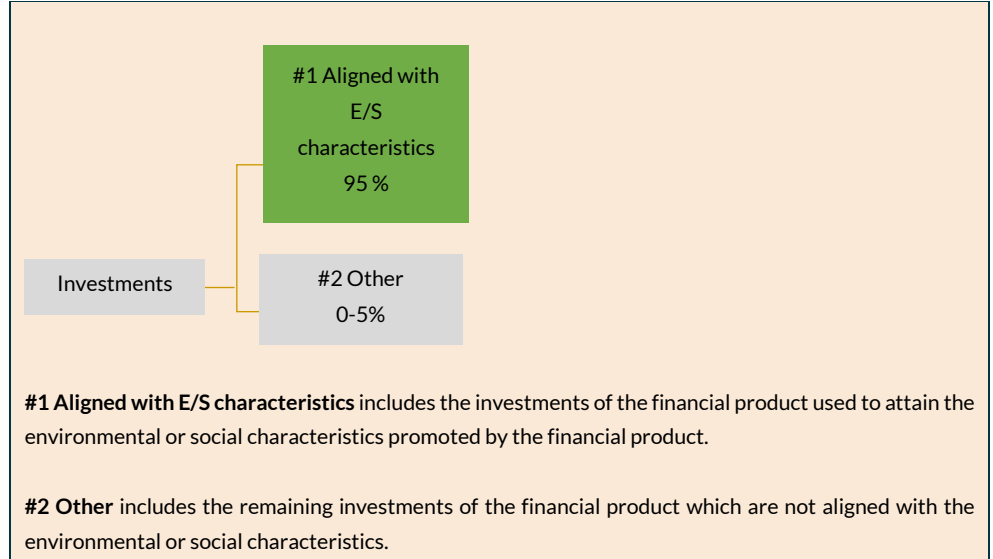 #1 Aligned with
E/S
characteristics
95 %
Investments
#2 Other
0-5%
#1 Aligned with E/S characteristics includes the investments of the financial product used to attain the
environmental or social characteristics promoted by the financial product.
#2 Other includes the remaining investments of the financial product which are not aligned with the
environmental or social characteristics.